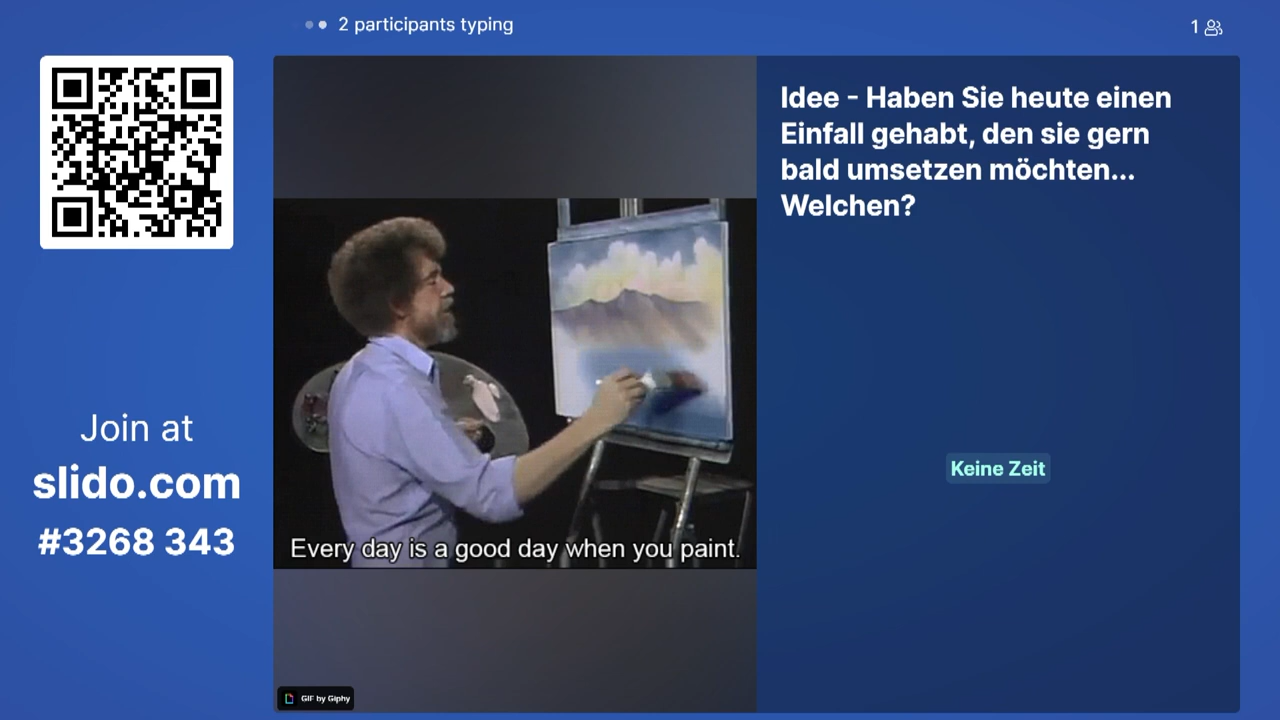 2 participants typing
1
Idee - Haben Sie heute einen
Einfall gehabt, den sie gern
bald umsetzen möchten...
Welchen?
Keine Zeit
Join at
slido.com
#3268 343
Every day is a good day when you paint.
GIF by Giphy